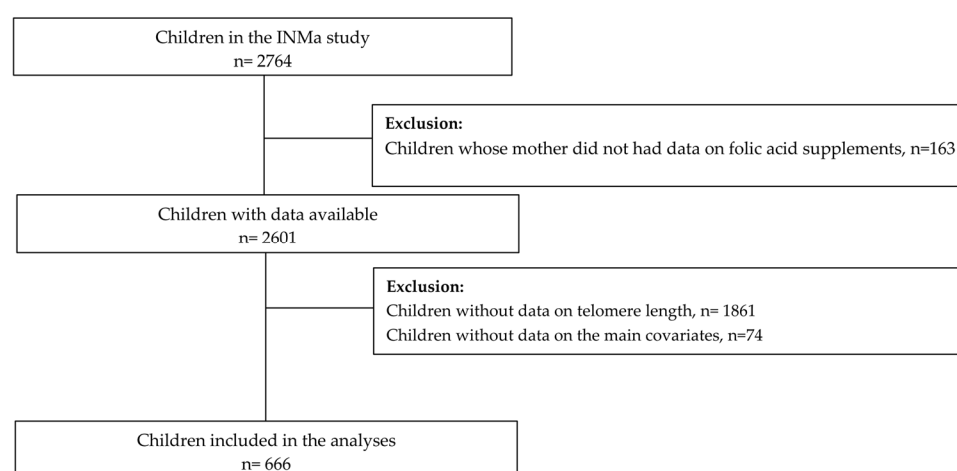 Children in the INMa study
n= 2764
Exclusion:
Children whose mother did not had data on folic acid supplements, n=163
Children with data available
n= 2601
Exclusion:
Children without data on telomere length, n= 1861
Children without data on the main covariates, n=74
Children included in the analyses
n= 666